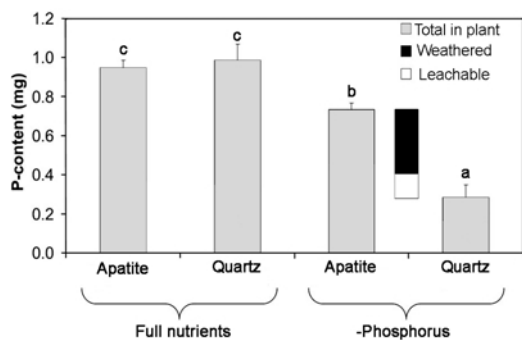 P-content (mg)
1.2
1.0
0.8
0.6
0.4
0.2
0.0
c
c
b
a
Total in plant
Weathered
Leachable
Apatite
Quartz
Apatite
Quartz
Full nutrients
-Phosphorus